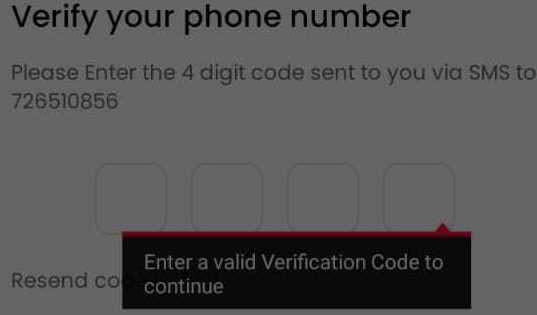 Verify your phone number
Please Enter the 4 digit code sent to you via SMS to
726510856
Enter a valid Verification Code to
continue
Resend